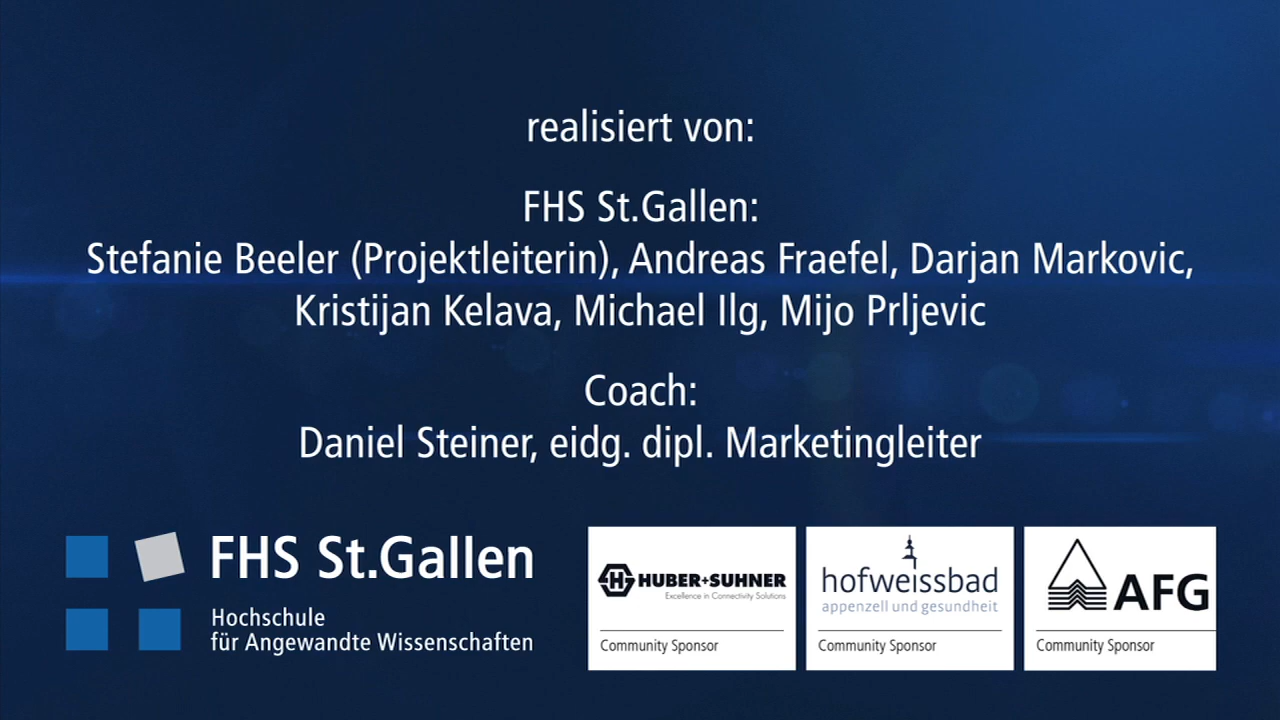 realisiert von:
FHS St.Gallen:
Stefanie Beeler (Projektleiterin), Andreas Fraefel, Darjan Markovic,
Kristijan Kelava, Michael Ilg, Mijo Prljevic
Coach:
Daniel Steiner, eidg. dipl. Marketingleiter
FHS St.Gallen
Hochschule
für Angewandte Wissenschaften
HUBER+SUHNER
Excellence in Connectivity Solutions
Community Sponsor
hofweissbad
appenzell und gesundheit
Community Sponsor
AFG
Community Sponsor